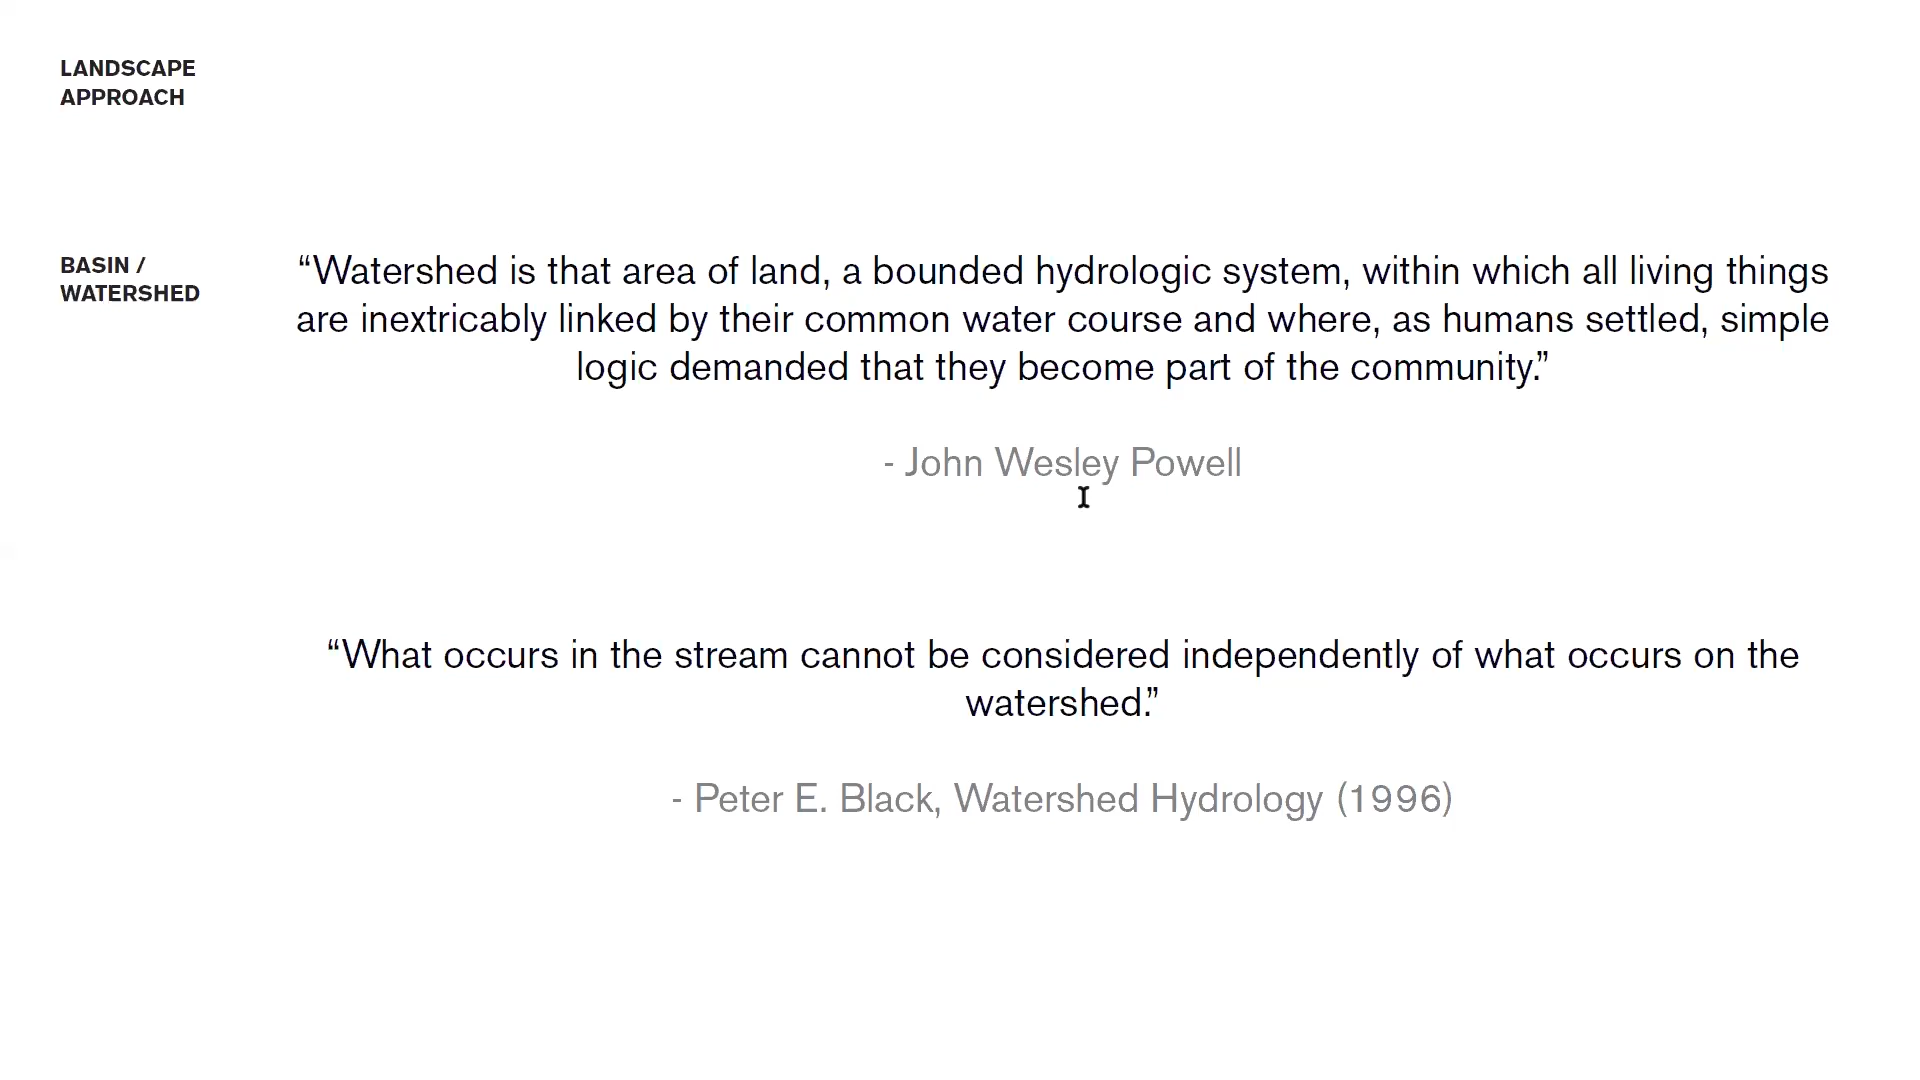 LANDSCAPE
APPROACH
BASIN /
WATERSHED
“Watershed is that area of land, a bounded hydrologic system, within which all living things
are inextricably linked by their common water course and where, as humans settled, simple
logic demanded that they become part of the community.”
- John Wesley Powell
“What occurs in the stream cannot be considered independently of what occurs on the
watershed.”
- Peter E. Black, Watershed Hydrology (1996)